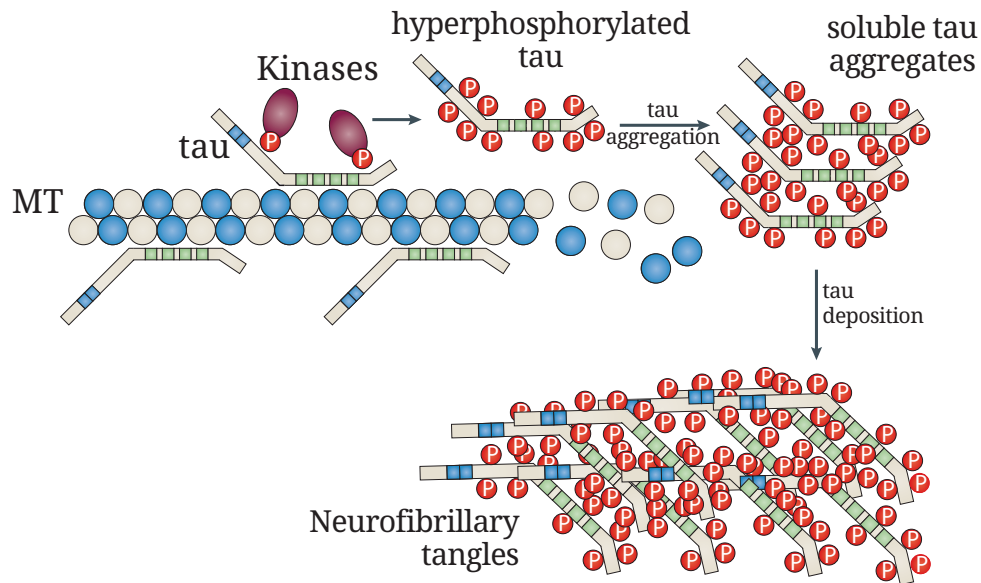 hyperphosphorylated
tau
soluble tau
aggregates
Kinases
P
P
tau
tau
aggregation
MT
tau
deposition
Neurofibrillary
tangles